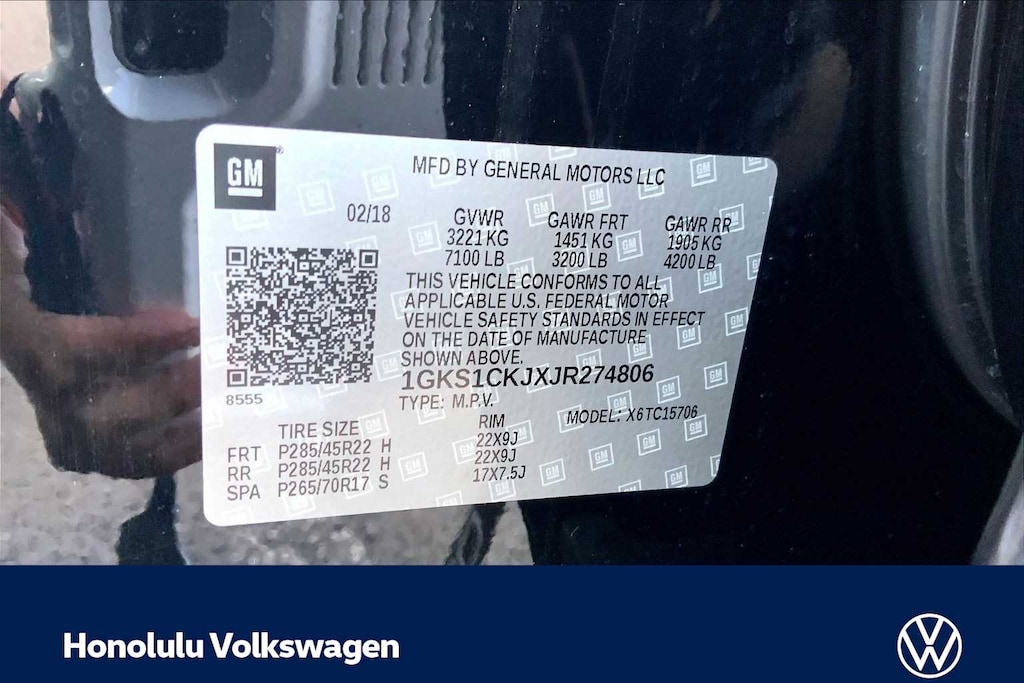 GM
MFD BY GENERAL MOTORS LLC
02/18
GVWR GAWR FRT GAWR RR
3221 KG 1451 KG 1905 KG
7100 LB 3200 LB 4200 LB
THIS VEHICLE CONFORMS TO ALL
APPLICABLE U.S. FEDERAL MOTOR
VEHICLE SAFETY STANDARDS IN EFFECT
ON THE DATE OF MANUFACTURE
SHOWN ABOVE.
1GKS1CKJXJR274806
8555
TYPE: M.P.V.
MODEL: X6TC15706
TIRE SIZE RIM
FRT P285/45R22 H 22X9J
RR P285/45R22 H 22X9J
SPA P265/70R17 S 17X7.5J
Honolulu Volkswagen